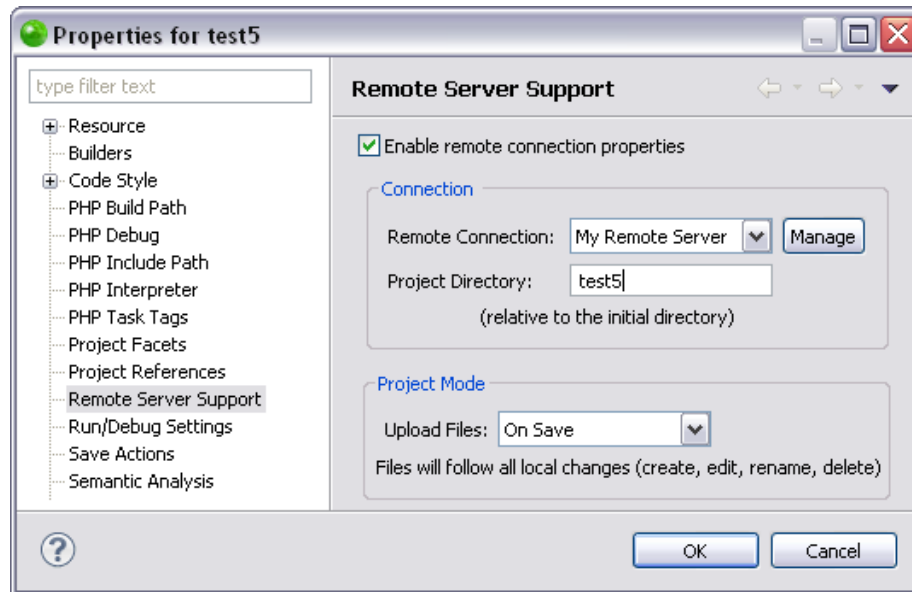 Properties for test5
type filter text
Resource
Builders
Code Style
PHP Build Path
PHP Debug
PHP Include Path
PHP Interpreter
PHP Task Tags
Project Facets
Project References
Remote Server Support
Run/Debug Settings
Save Actions
Semantic Analysis
Remote Server Support
Enable remote connection properties
Connection
Remote Connection: My Remote Server Manage
Project Directory: test5
(relative to the initial directory)
Project Mode
Upload Files: On Save
Files will follow all local changes (create, edit, rename, delete)
? OK Cancel